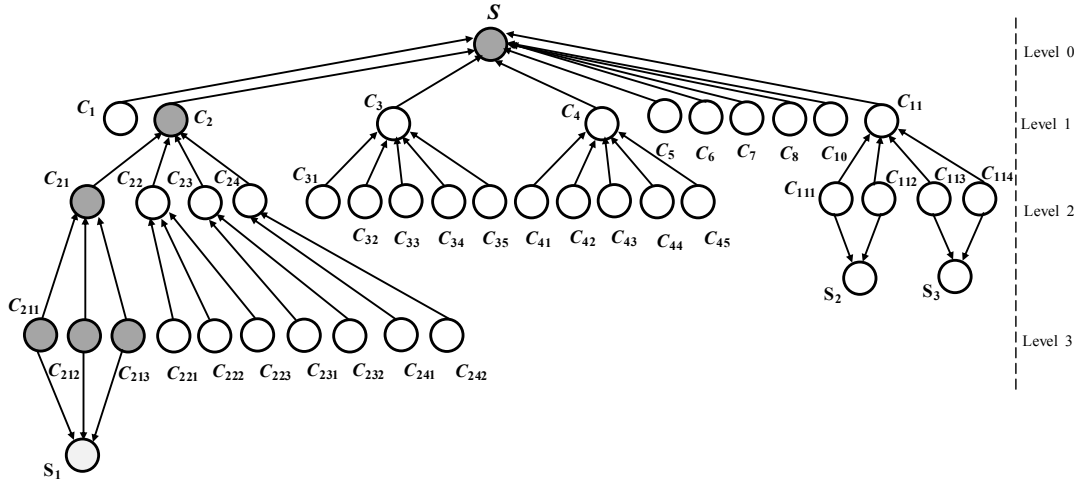 S
Level 0
C1 C2 C3 C4 C5 C6 C7 C8 C10 C11
Level 1
C21 C22 C23 C24 C31 C32 C33 C34 C35 C41 C42 C43 C44 C45 C111 C112 C113 C114
Level 2
S2 S3
C211 C212 C213 C221 C222 C223 C231 C232 C241 C242
Level 3
S1